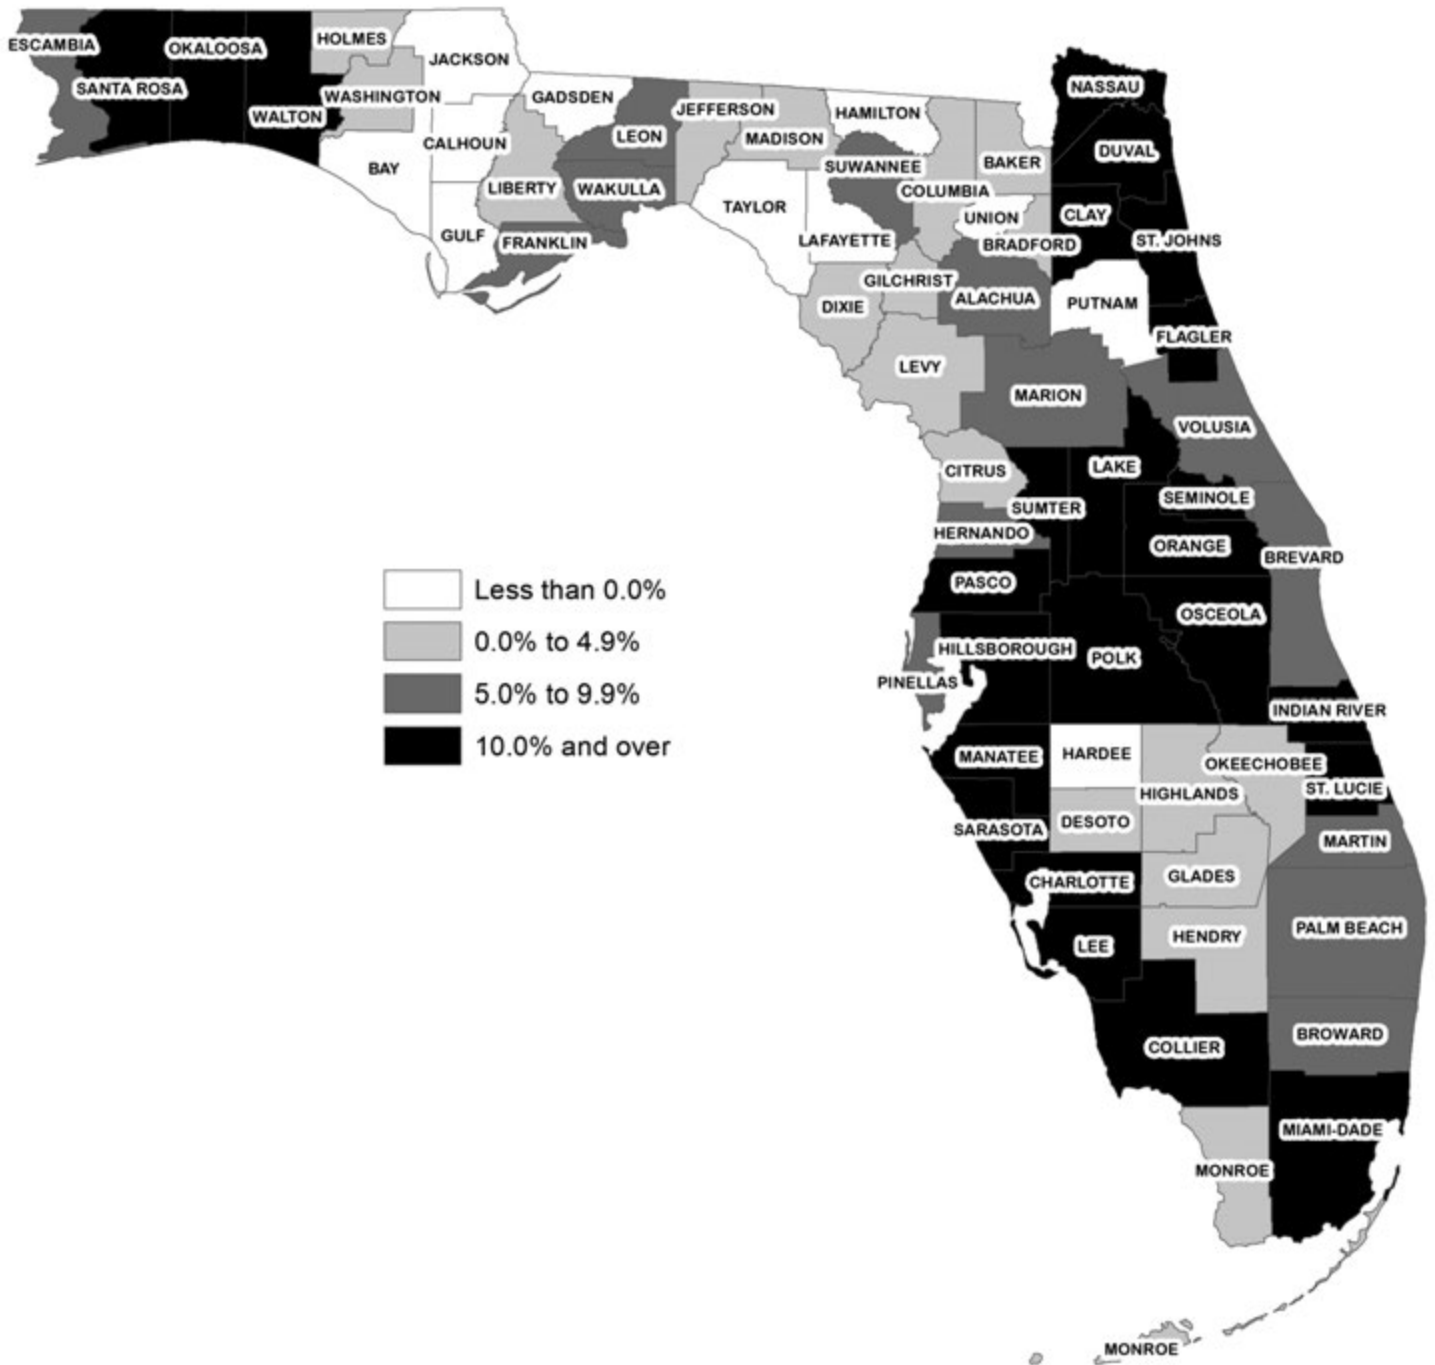 ESCAMBIA
OKALOOSA
HOLMES
JACKSON
SANTA ROSA
WALTON
WASHINGTON
GADSDEN
CALHOUN
BAY
LIBERTY
GULF
FRANKLIN
LEON
WAKULLA
JEFFERSON
MADISON
HAMILTON
SUWANNEE
TAYLOR
LAFAYETTE
COLUMBIA
BAKER
NASSAU
DUVAL
UNION
BRADFORD
CLAY
ST. JOHNS
GILCHRIST
ALACHUA
DIXIE
PUTNAM
FLAGLER
LEVY
MARION
VOLUSIA
CITRUS
LAKE
SUMTER
SEMINOLE
HERNANDO
ORANGE
BREVARD
PASCO
OSCEOLA
HILLSBOROUGH
POLK
PINELLAS
INDIAN RIVER
MANATEE
HARDEE
OKEECHOBEE
HIGHLANDS
ST. LUCIE
SARASOTA
DESOTO
MARTIN
CHARLOTTE
GLADES
LEE
HENDRY
PALM BEACH
COLLIER
BROWARD
MIAMI-DADE
MONROE
MONROE
Less than 0.0%
0.0% to 4.9%
5.0% to 9.9%
10.0% and over